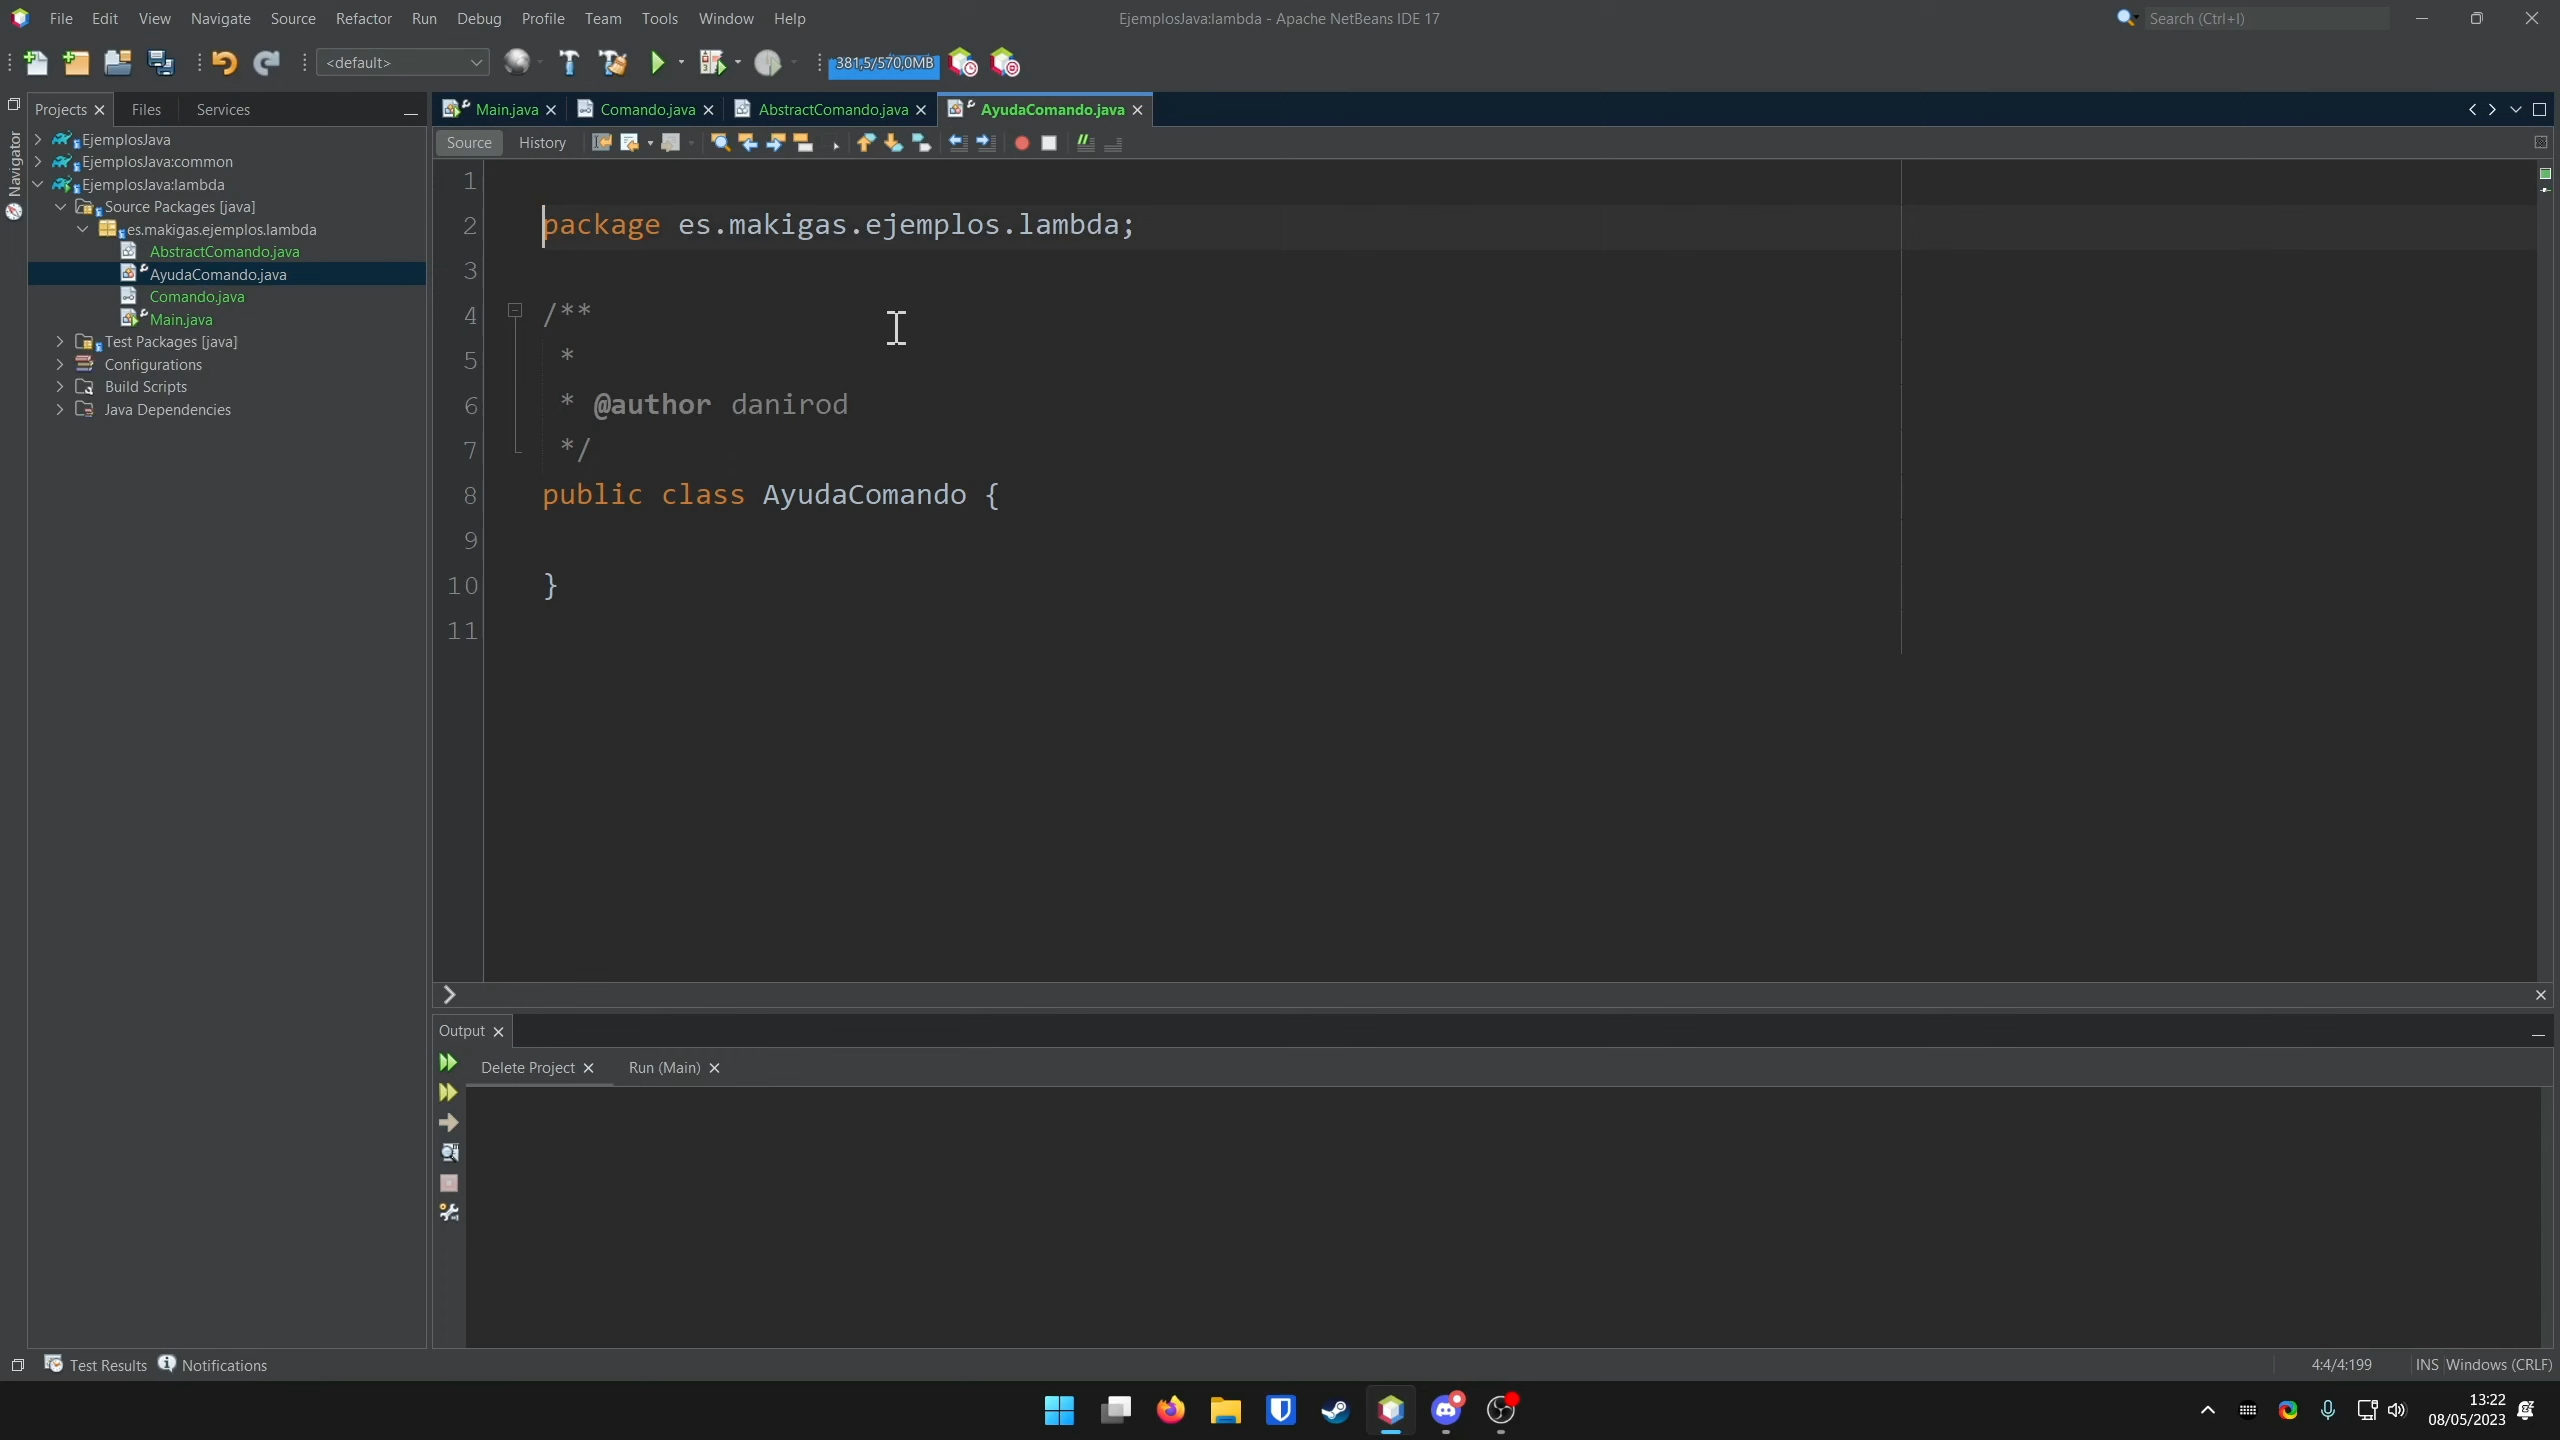 File Edit View Navigate Source Refactor Run Debug Profile Team Tools Window Help
EjemplosJava:lambda - Apache NetBeans IDE 17
Search (Ctrl+I)
<default>
381,5/570,0MB
Navigator
Projects Files Services
EjemplosJava
EjemplosJava:common
EjemplosJava:lambda
Source Packages [java]
es.makigas.ejemplos.lambda
AbstractComando.java
AyudaComando.java
Comando.java
Main.java
Test Packages [java]
Configurations
Build Scripts
Java Dependencies
Main.java Comando.java AbstractComando.java AyudaComando.java
Source History
1
2 package es.makigas.ejemplos.lambda;
3
4 /**
5 *
6 * @author danirod
7 */
8 public class AyudaComando {
9
10 }
11
Output
Delete Project Run (Main)
Test Results Notifications
4:4/4:199 INS Windows (CRLF)
13:22
08/05/2023